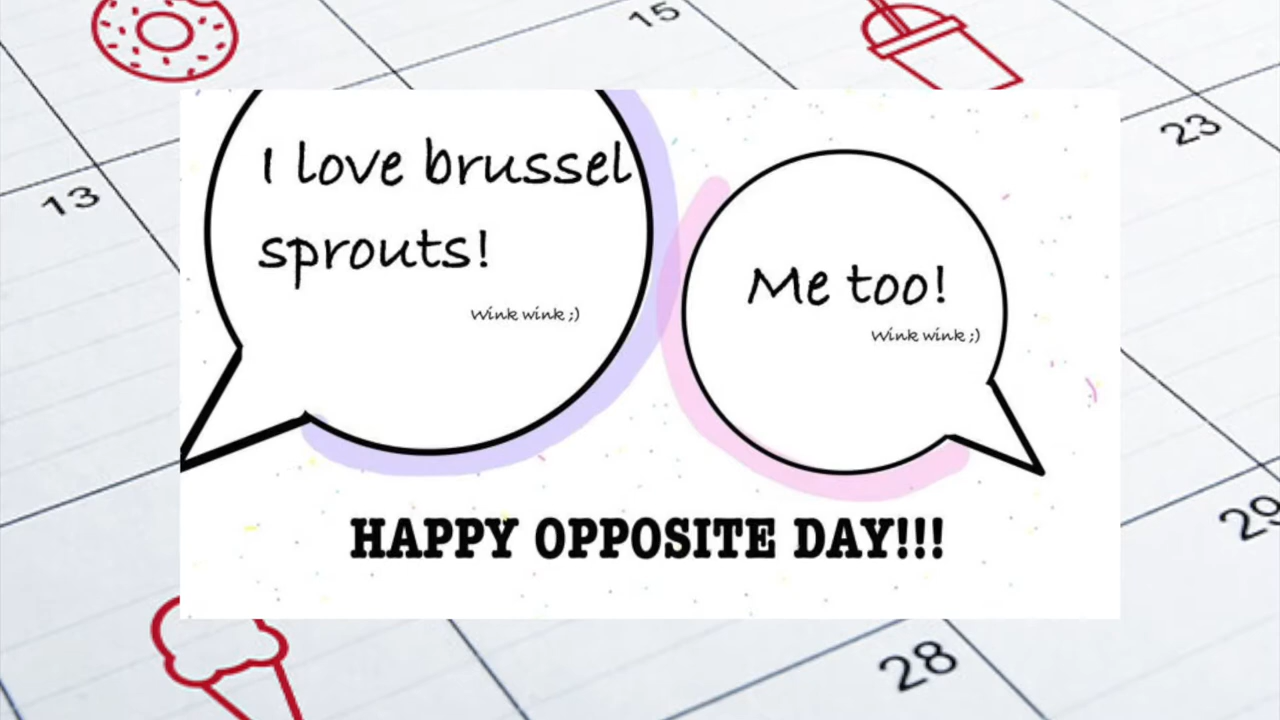 15
23
13
I love brussel
sprouts!
Wink wink ;)
Me too!
Wink wink ;)
HAPPY OPPOSITE DAY!!!
29
28